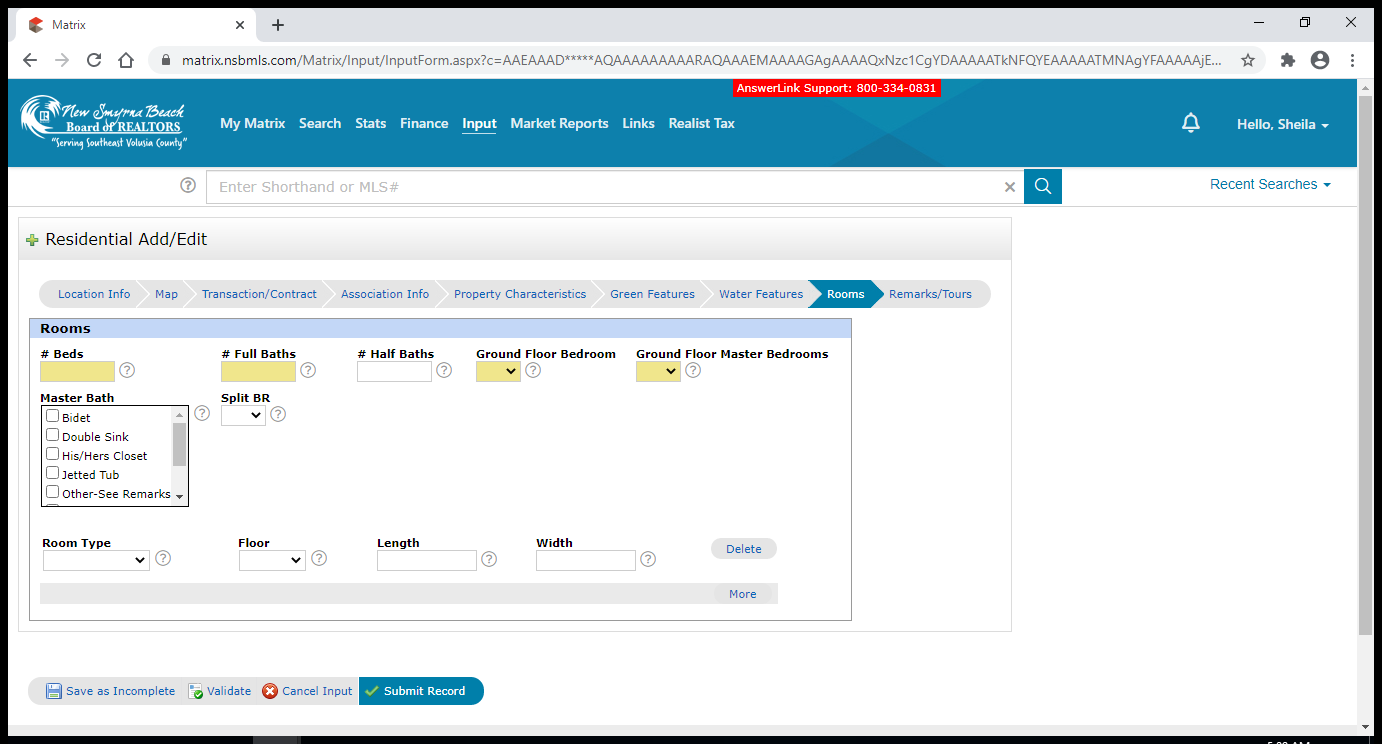 Matrix
matrix.nsbmls.com/Matrix/Input/InputForm.aspx?c=AAEAAAD*****AQAAAAAAAAARAQAAAEMAAAAGAgAAAAQxNzc1CgYDAAAAATkNFQYEAAAAATMNAgYFAAAAAjE...
AnswerLink Support: 800-334-0831
New Smyrna Beach
Board of REALTORS
"Serving Southeast Volusia County"
My Matrix Search Stats Finance Input Market Reports Links Realist Tax
Hello, Sheila
Enter Shorthand or MLS#
Recent Searches
Residential Add/Edit
Location Info Map Transaction/Contract Association Info Property Characteristics Green Features Water Features Rooms Remarks/Tours
Rooms
# Beds # Full Baths # Half Baths Ground Floor Bedroom Ground Floor Master Bedrooms
Master Bath Split BR
Bidet
Double Sink
His/Hers Closet
Jetted Tub
Other-See Remarks
Room Type Floor Length Width
Delete
More
Save as Incomplete Validate Cancel Input Submit Record